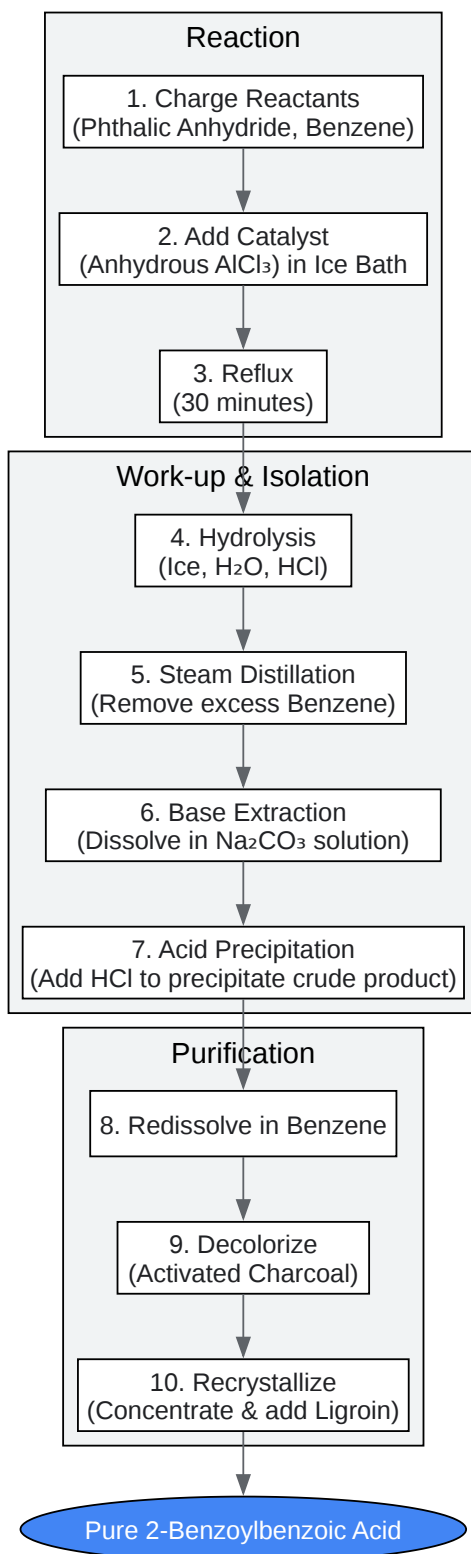 Reaction
1. Charge Reactants
(Phthalic Anhydride, Benzene)
2. Add Catalyst
(Anhydrous AlCl₃) in Ice Bath
3. Reflux
(30 minutes)
Work-up & Isolation
4. Hydrolysis
(Ice, H₂O, HCl)
5. Steam Distillation
(Remove excess Benzene)
6. Base Extraction
(Dissolve in Na₂CO₃ solution)
7. Acid Precipitation
(Add HCl to precipitate crude product)
Purification
8. Redissolve in Benzene
9. Decolorize
(Activated Charcoal)
10. Recrystallize
(Concentrate & add Ligroin)
Pure 2-Benzoylbenzoic Acid